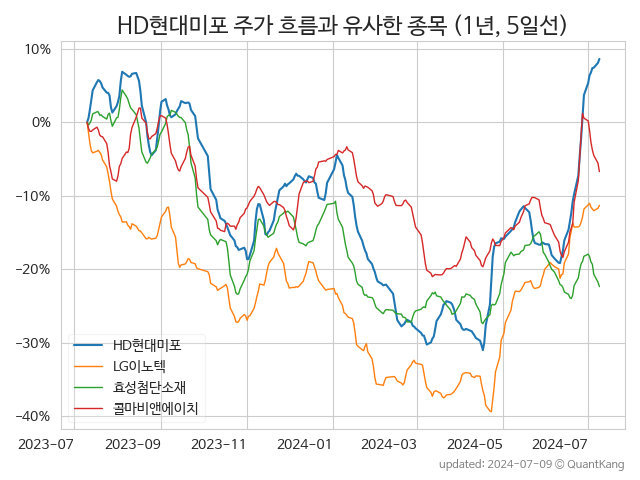 HD현대미포 주가 흐름과 유사한 종목 (1년, 5일선)
10%
0%
−10%
−20%
−30%
−40%
HD현대미포
LG이노텍
효성첨단소재
콜마비앤에이치
2023-07
2023-09
2023-11
2024-01
2024-03
2024-05
2024-07
updated: 2024-07-09 © QuantKang